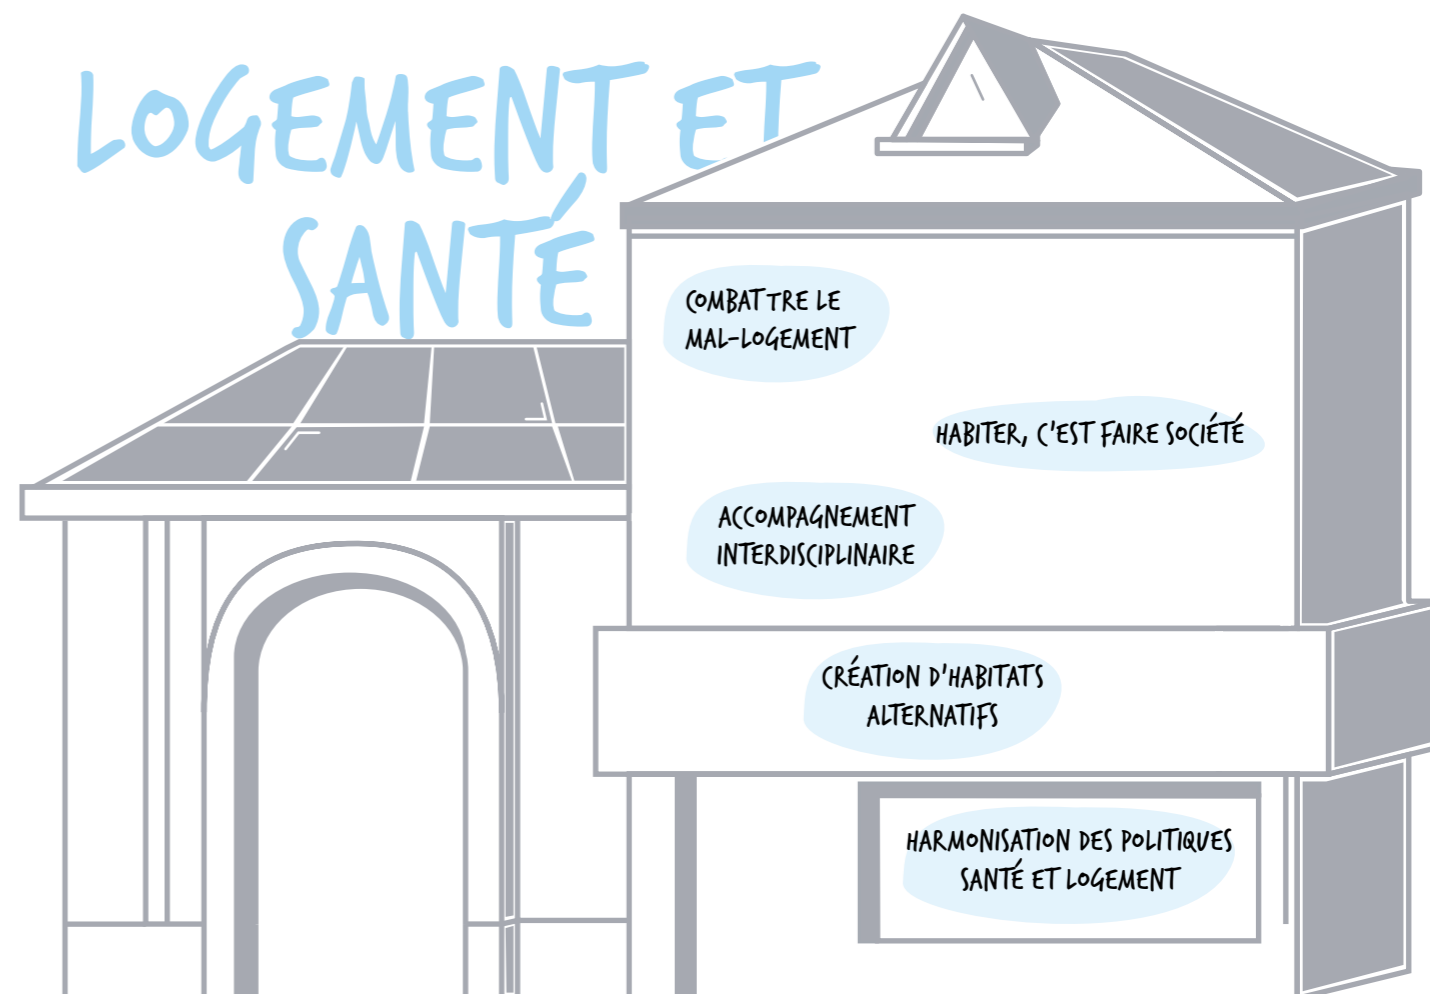 LOGEMENT ET
SANTÉ
COMBATTRE LE
MAL-LOGEMENT
HABITER, C'EST FAIRE SOCIÉTÉ
ACCOMPAGNEMENT
INTERDISCIPLINAIRE
CRÉATION D'HABITATS
ALTERNATIFS
HARMONISATION DES POLITIQUES
SANTÉ ET LOGEMENT